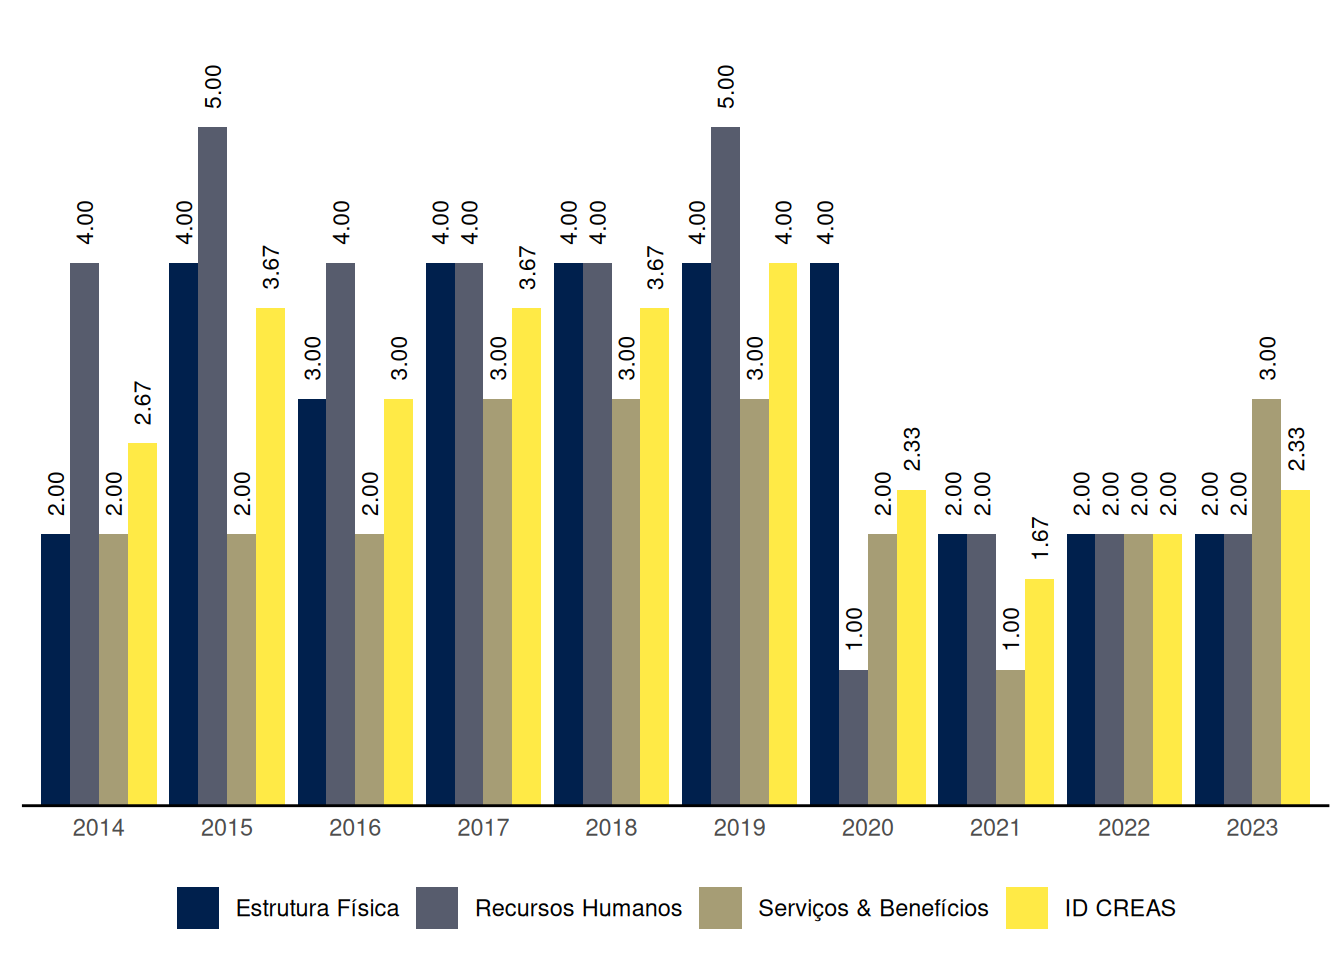 2.00 4.00 2.00 2.67
4.00 5.00 2.00 3.67
3.00 4.00 2.00 3.00
4.00 4.00 3.00 3.67
4.00 4.00 3.00 3.67
4.00 5.00 3.00 4.00
4.00 1.00 2.00 2.33
2.00 2.00 1.00 1.67
2.00 2.00 2.00 2.00
2.00 2.00 3.00 2.33
2014 2015 2016 2017 2018 2019 2020 2021 2022 2023
Estrutura Física Recursos Humanos Serviços & Benefícios ID CREAS